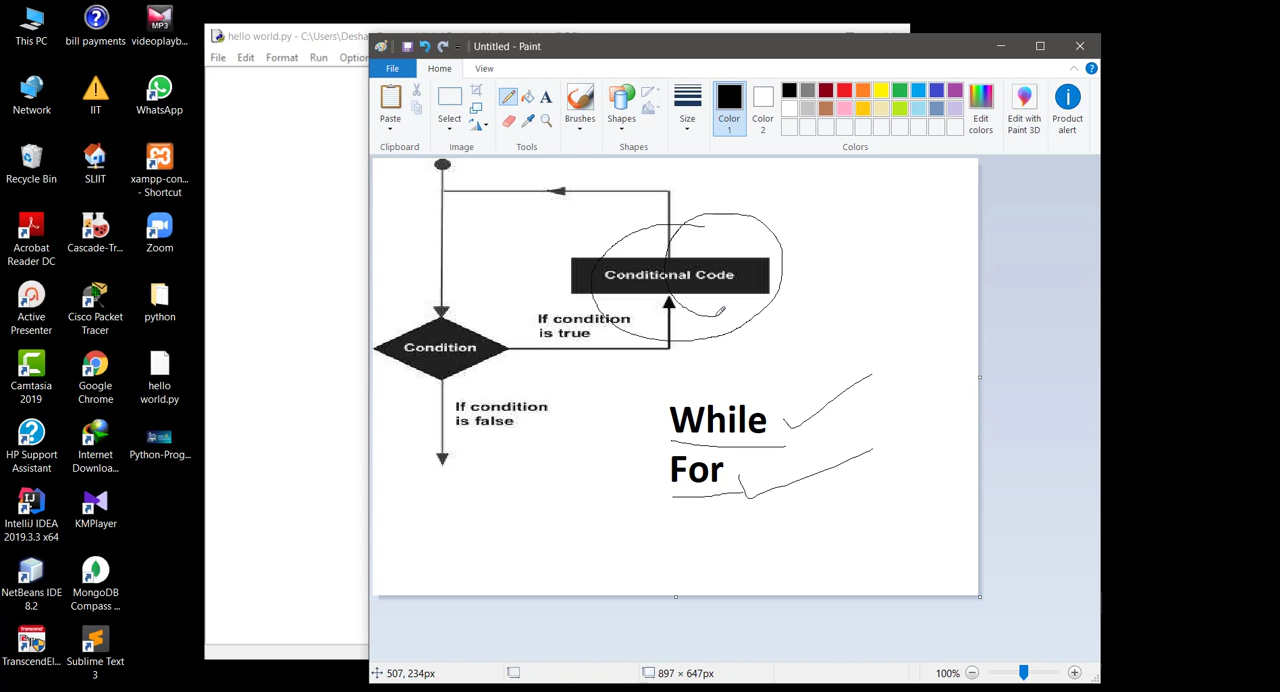 This PC
bill payments
videoplayb...
MP3
Network
IIT
WhatsApp
Recycle Bin
SLIIT
xampp-con...
- Shortcut
Acrobat
Reader DC
Cascade-Tr...
Zoom
Active
Presenter
Cisco Packet
Tracer
python
Camtasia
2019
Google
Chrome
hello
world.py
HP Support
Assistant
Internet
Downloa...
Python-Prog...
IntelliJ IDEA
2019.3.3 x64
KMPlayer
NetBeans IDE
8.2
MongoDB
Compass ...
TranscendEl...
Sublime Text
3
hello world.py - C:\Users\Desha
File Edit Format Run Option
Untitled - Paint
File Home View
Paste
Select
Brushes
Shapes
Size
Color
1
Color
2
Edit
colors
Edit with
Paint 3D
Product
alert
Clipboard Image Tools Shapes Colors
Conditional Code
If condition
is true
Condition
If condition
is false
While
For
507, 234px
897 × 647px
100%